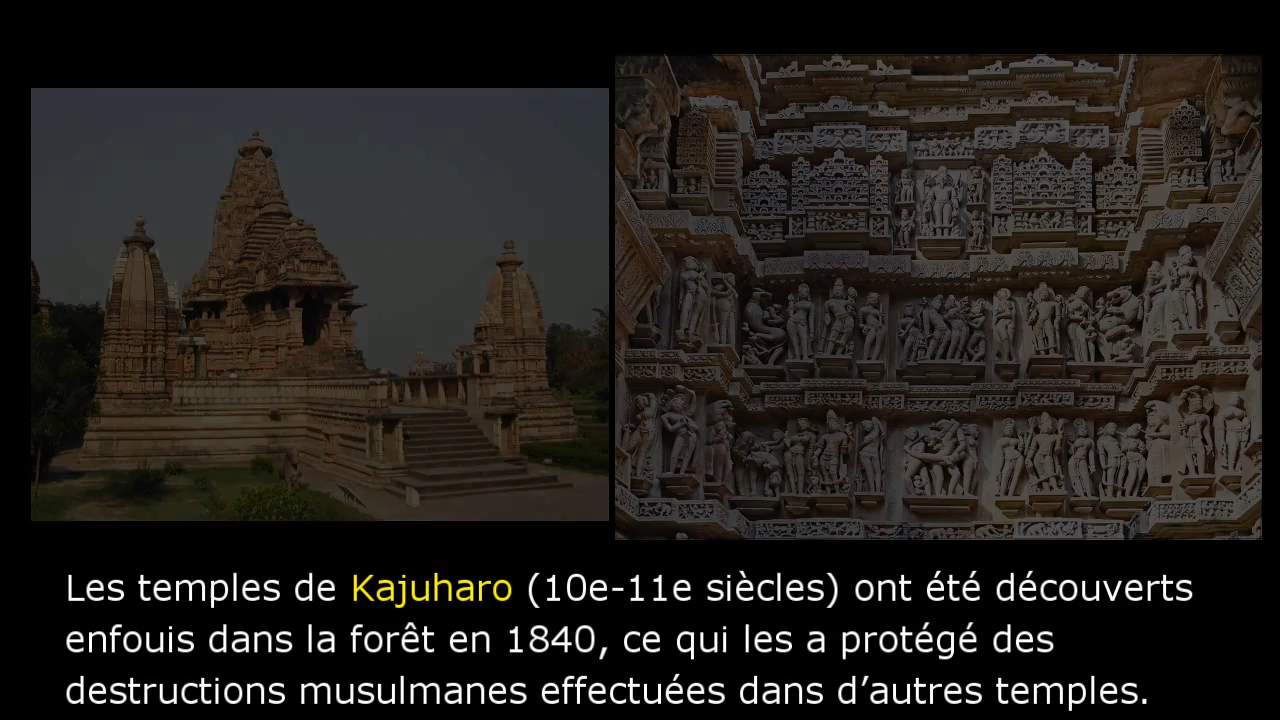 Les temples de Kajuharo (10e-11e siècles) ont été découverts
enfouis dans la forêt en 1840, ce qui les a protégé des
destructions musulmanes effectuées dans d’autres temples.